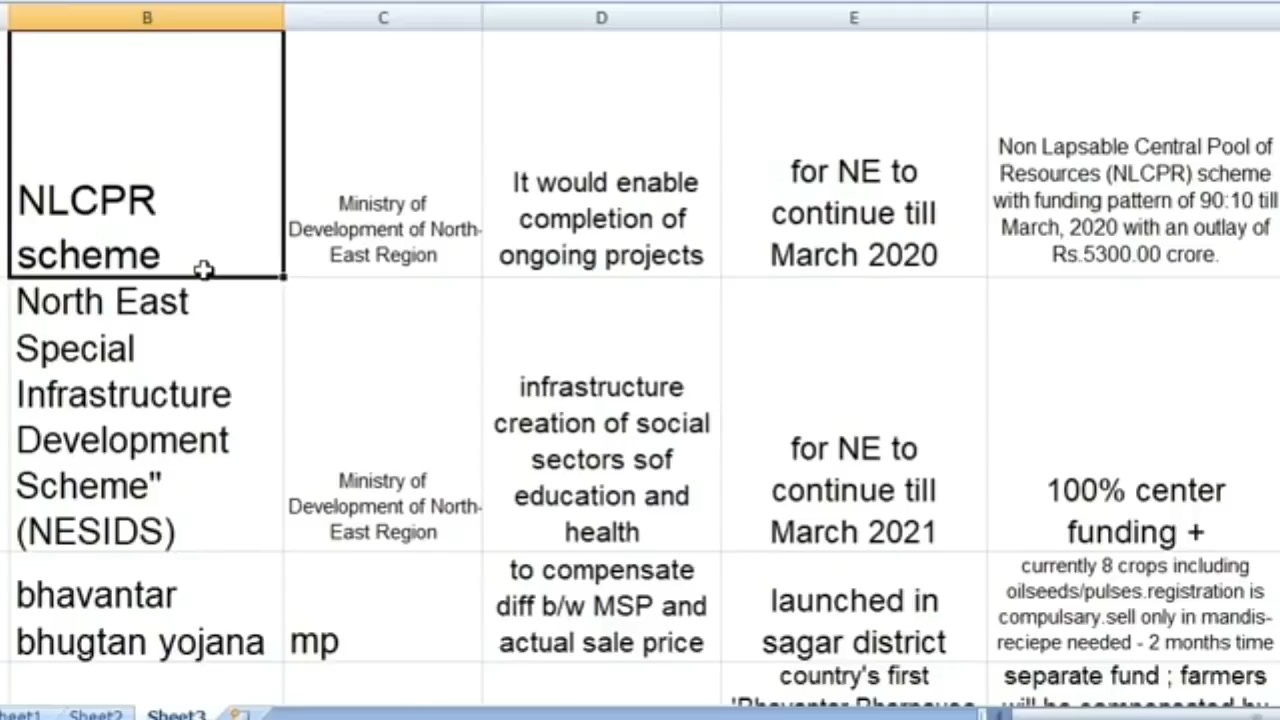 B C D E F
NLCPR
scheme
Ministry of
Development of North-
East Region
It would enable
completion of
ongoing projects
for NE to
continue till
March 2020
Non Lapsable Central Pool of
Resources (NLCPR) scheme
with funding pattern of 90:10 till
March, 2020 with an outlay of
Rs.5300.00 crore.
North East
Special
Infrastructure
Development
Scheme"
(NESIDS)
Ministry of
Development of North-
East Region
infrastructure
creation of social
sectors sof
education and
health
for NE to
continue till
March 2021
100% center
funding +
bhavantar
bhugtan yojana
mp
to compensate
diff b/w MSP and
actual sale price
launched in
sagar district
currently 8 crops including
oilseeds/pulses.registration is
compulsary.sell only in mandis-
reciepe needed - 2 months time
country's first
separate fund ; farmers
Sheet2 Sheet3